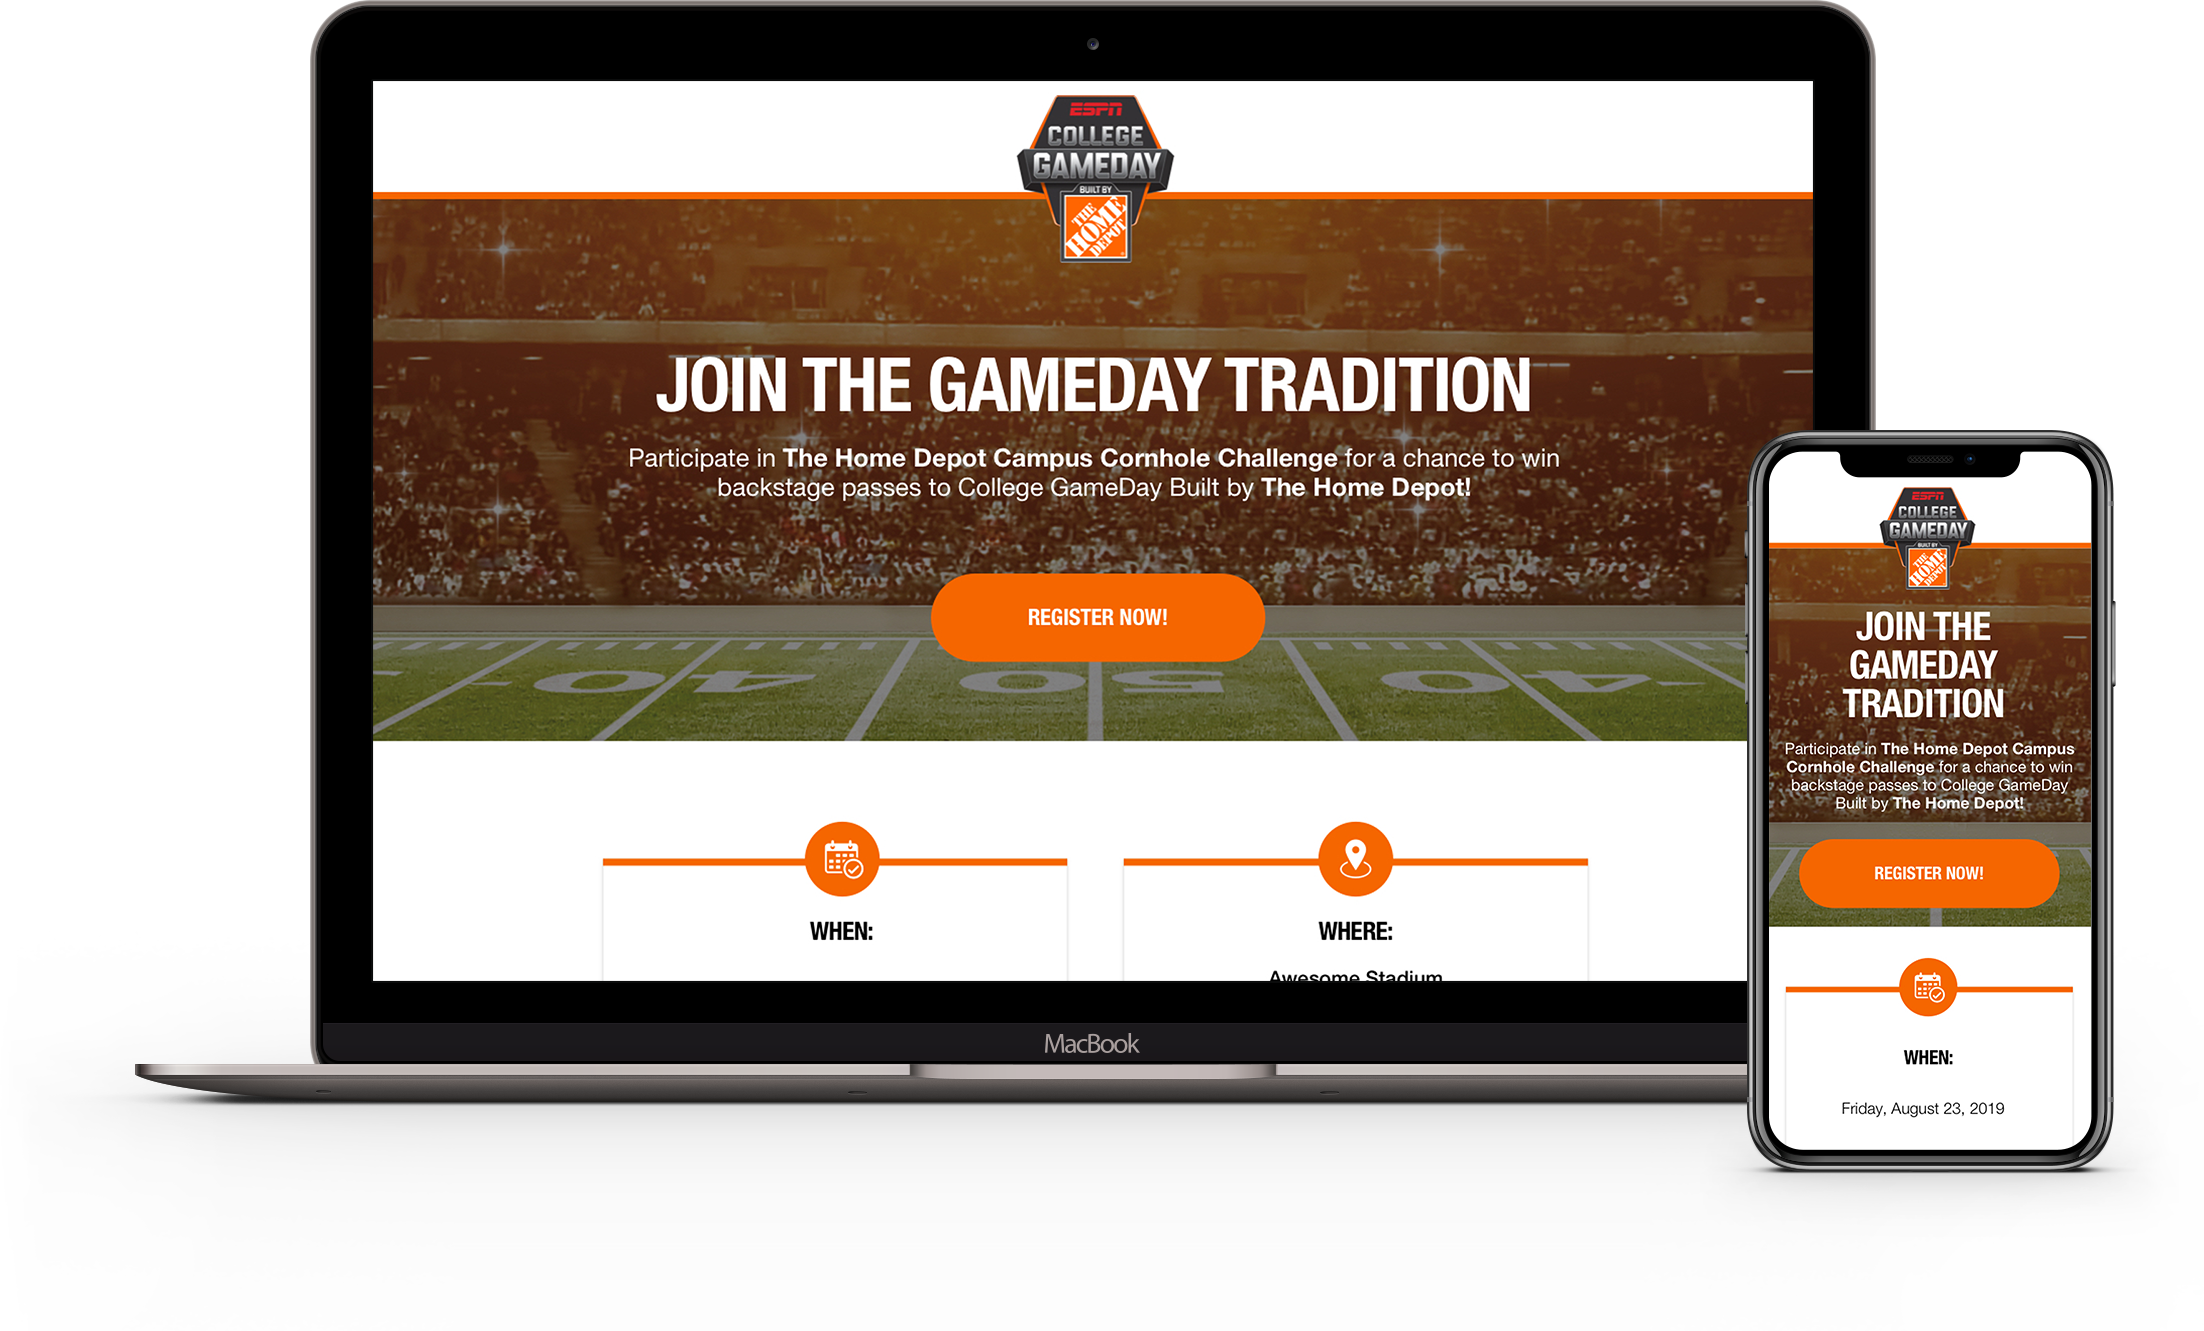 ESPN
COLLEGE
GAMEDAY
BUILT BY
THE
HOME
DEPOT
JOIN THE GAMEDAY TRADITION
Participate in The Home Depot Campus Cornhole Challenge for a chance to win
backstage passes to College GameDay Built by The Home Depot!
REGISTER NOW!
40
50
40
WHEN:
WHERE:
Awesome Stadium
MacBook
ESPN
COLLEGE
GAMEDAY
BUILT BY
THE
HOME
DEPOT
JOIN THE
GAMEDAY
TRADITION
Participate in The Home Depot Campus
Cornhole Challenge for a chance to win
backstage passes to College GameDay
Built by The Home Depot!
REGISTER NOW!
WHEN:
Friday, August 23, 2019